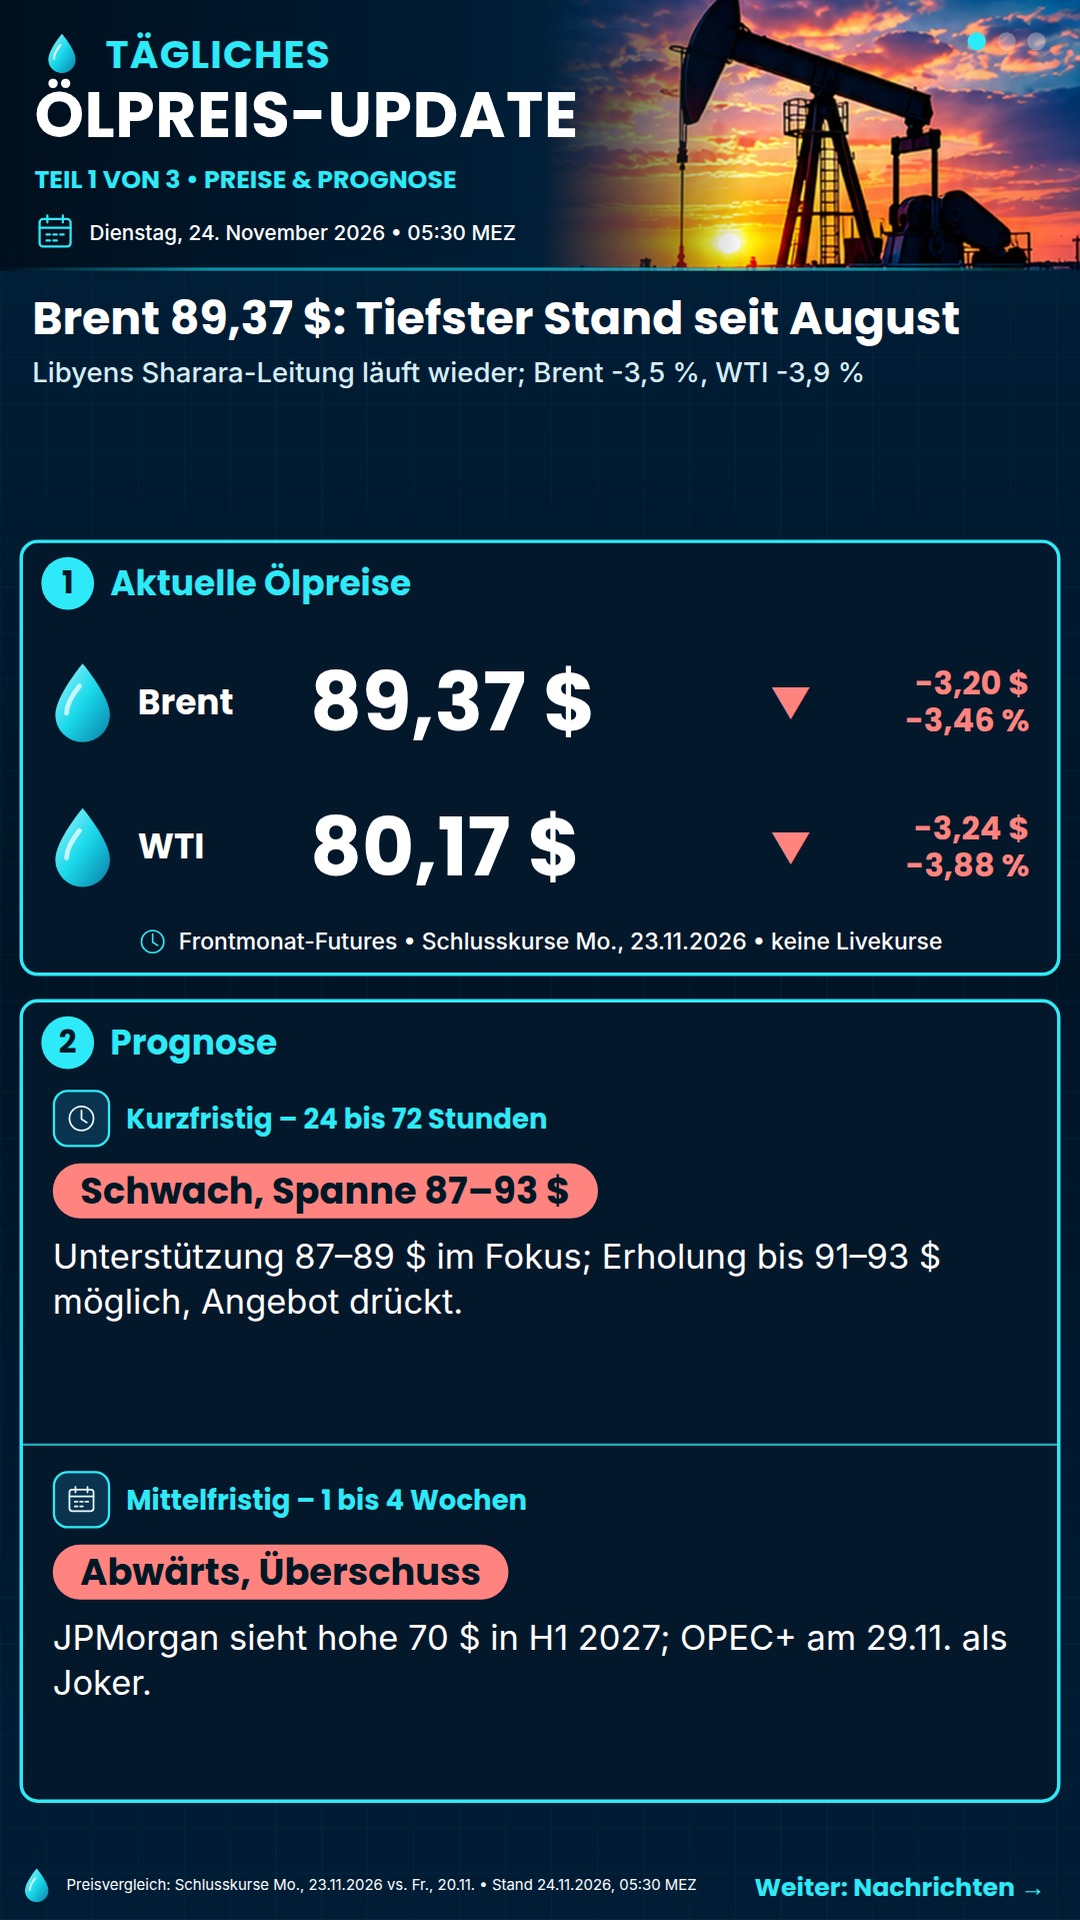 TÄGLICHES
ÖLPREIS-UPDATE
TEIL 1 VON 3 • PREISE & PROGNOSE
Dienstag, 24. November 2026 • 05:30 MEZ
Brent 89,37 $: Tiefster Stand seit August
Libyens Sharara-Leitung läuft wieder; Brent -3,5 %, WTI -3,9 %
1 Aktuelle Ölpreise
Brent 89,37 $ ▼ −3,20 $
−3,46 %
WTI 80,17 $ ▼ −3,24 $
−3,88 %
Frontmonat-Futures • Schlusskurse Mo., 23.11.2026 • keine Livekurse
2 Prognose
Kurzfristig – 24 bis 72 Stunden
Schwach, Spanne 87–93 $
Unterstützung 87–89 $ im Fokus; Erholung bis 91–93 $
möglich, Angebot drückt.
Mittelfristig – 1 bis 4 Wochen
Abwärts, Überschuss
JPMorgan sieht hohe 70 $ in H1 2027; OPEC+ am 29.11. als
Joker.
Preisvergleich: Schlusskurse Mo., 23.11.2026 vs. Fr., 20.11. • Stand 24.11.2026, 05:30 MEZ
Weiter: Nachrichten →